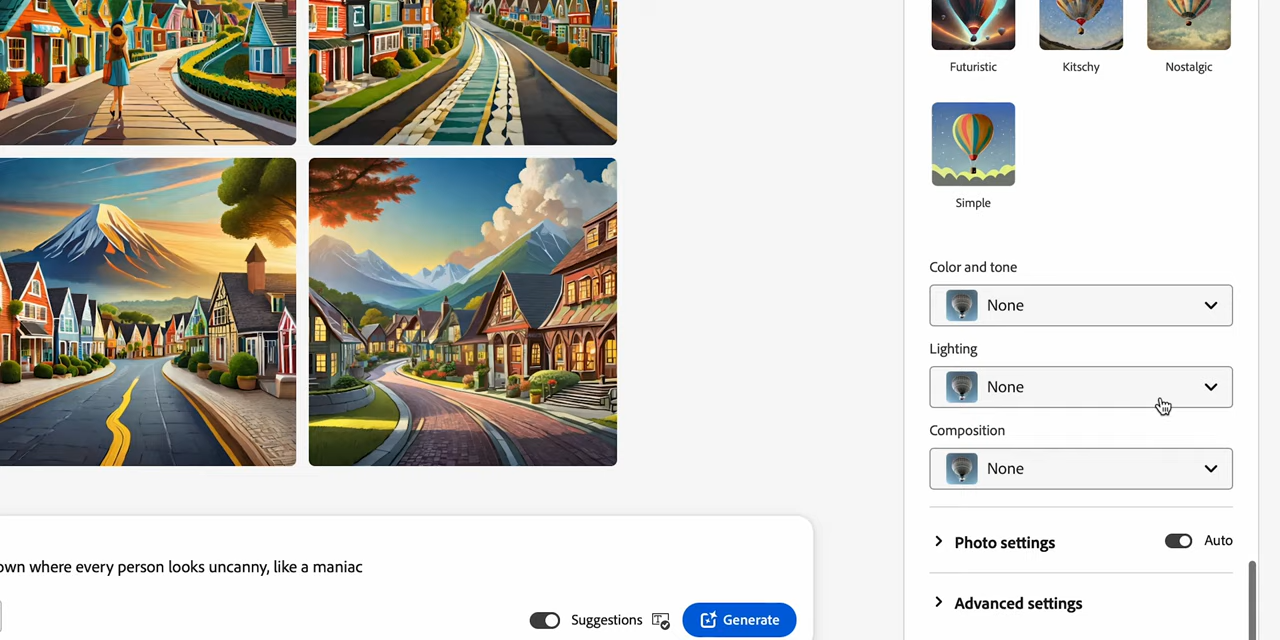 Futuristic
Kitschy
Nostalgic
Simple
Color and tone
None
Lighting
None
Composition
None
Photo settings
Auto
Advanced settings
where every person looks uncanny, like a maniac
Suggestions
Generate